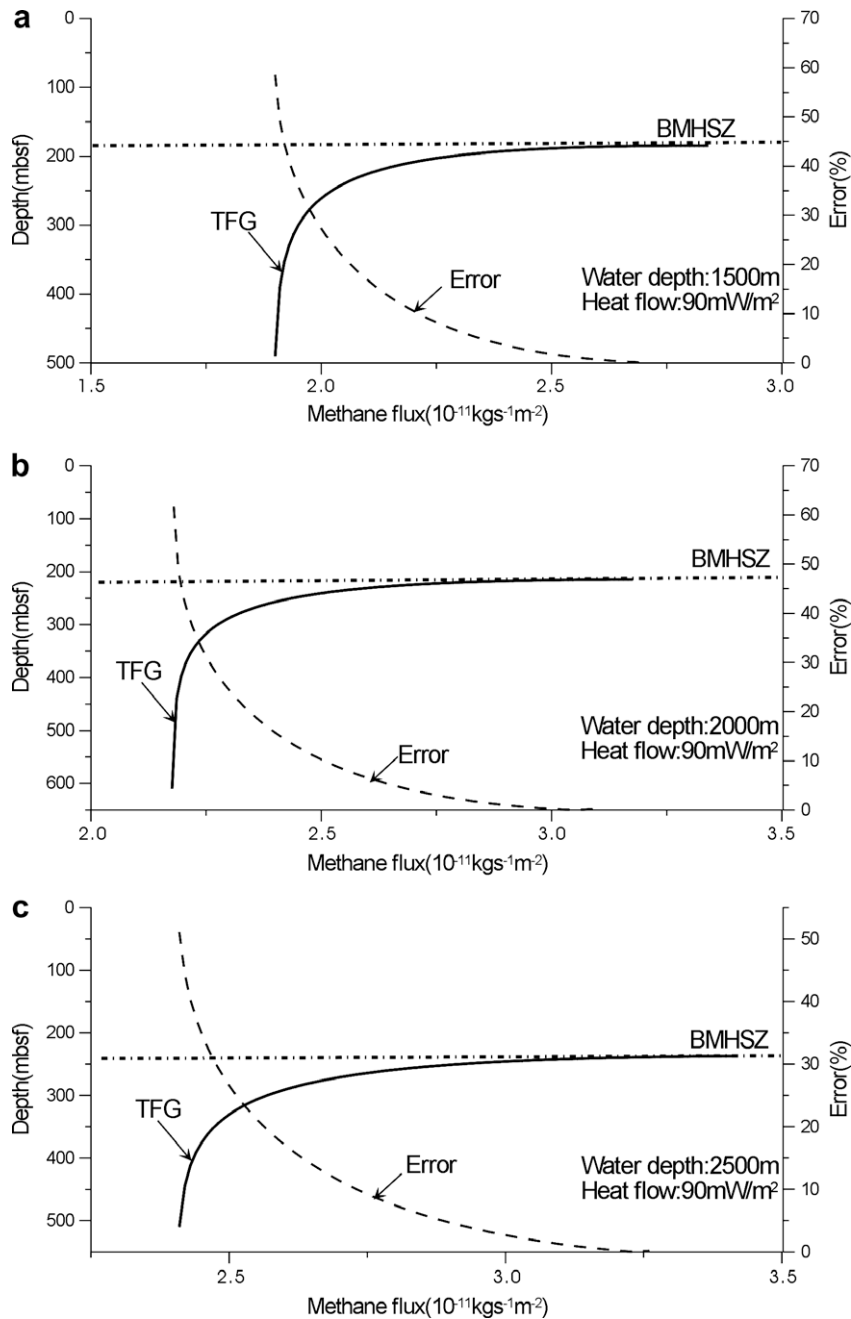 a
0
100
200
300
400
500
Depth(mbsf)
70
60
50
40
30
20
10
0
Error(%)
BMHSZ
TFG
Error
Water depth:1500m
Heat flow:90mW/m²
1.5 2.0 2.5 3.0
Methane flux(10⁻¹¹kgs⁻¹m⁻²)
b
0
100
200
300
400
500
600
Depth(mbsf)
70
60
50
40
30
20
10
0
Error(%)
BMHSZ
TFG
Error
Water depth:2000m
Heat flow:90mW/m²
2.0 2.5 3.0 3.5
Methane flux(10⁻¹¹kgs⁻¹m⁻²)
c
0
100
200
300
400
500
Depth(mbsf)
50
40
30
20
10
0
Error(%)
BMHSZ
TFG
Error
Water depth:2500m
Heat flow:90mW/m²
2.5 3.0 3.5
Methane flux(10⁻¹¹kgs⁻¹m⁻²)